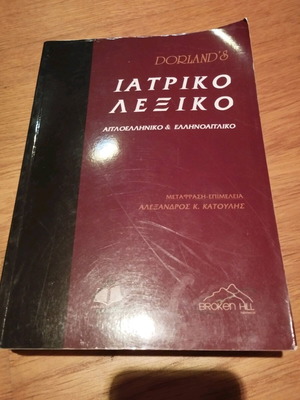 DORLAND'S
ΙΑΤΡΙΚΟ
ΛΕΞΙΚΟ
ΑΓΓΛΟΕΛΛΗΝΙΚΟ & ΕΛΛΗΝΟΑΓΓΛΙΚΟ
ΜΕΤΑΦΡΑΣΗ-ΕΠΙΜΕΛΕΙΑ
ΑΛΕΞΑΝΔΡΟΣ Κ. ΚΑΤΟΥΛΗΣ
BROKEN HILL